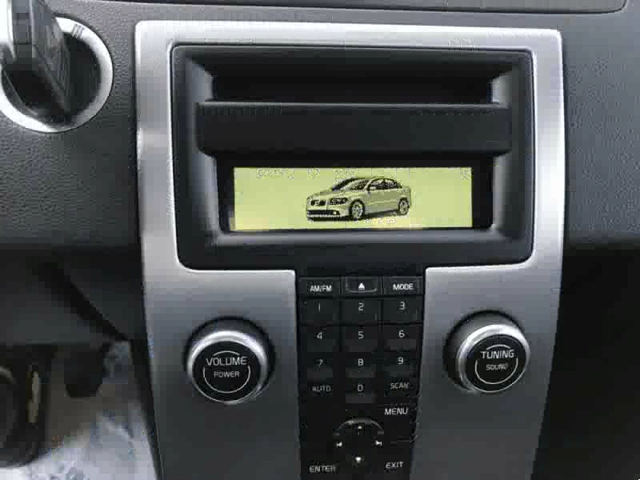 AM/FM MODE
1 2 3
4 5 6
7 8 9
AUTO 0 SCAN
VOLUME
POWER
TUNING
SOUND
MENU
ENTER EXIT